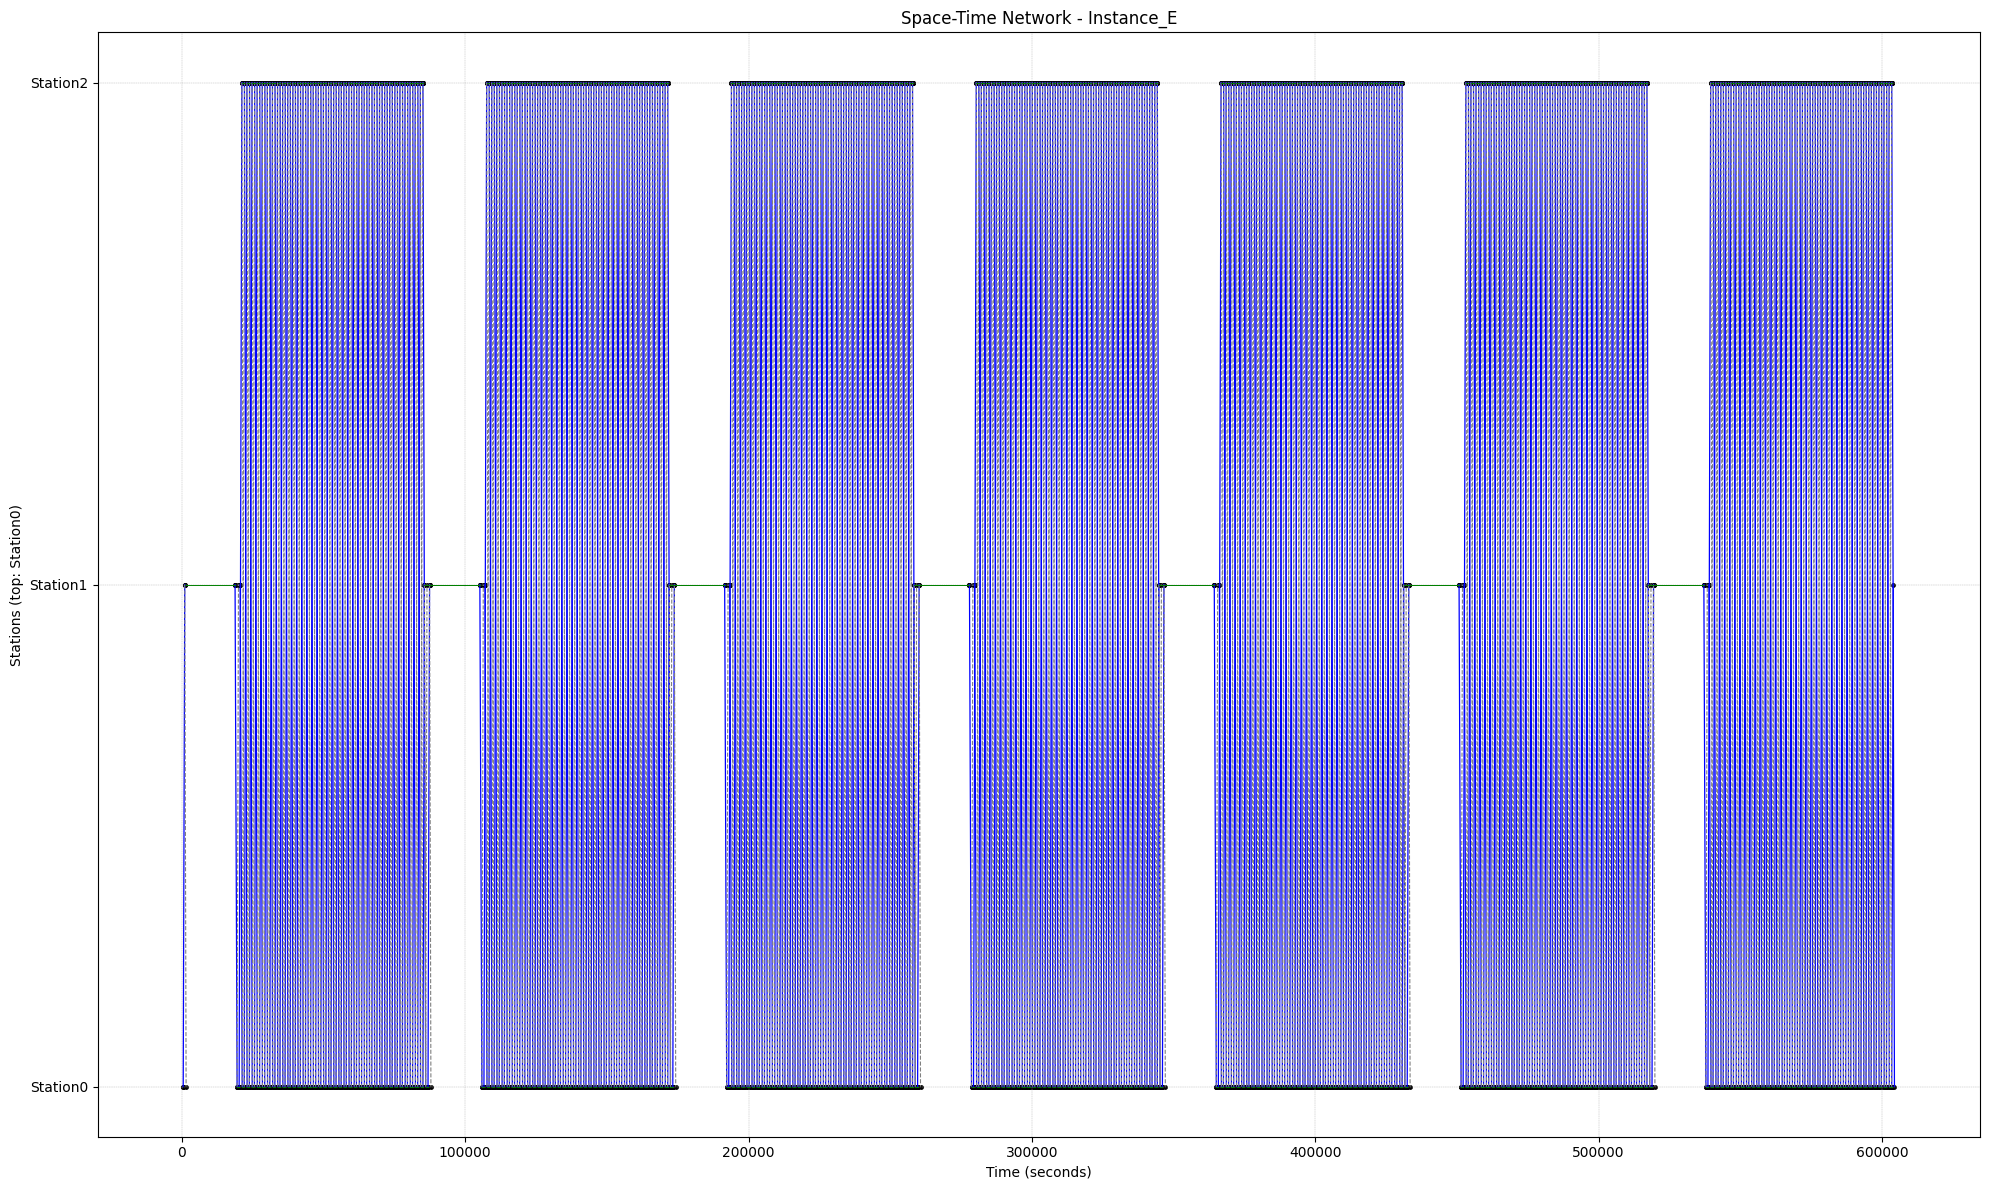 Space-Time Network - Instance_E
Stations (top: Station0)
Station2
Station1
Station0
0
100000
200000
300000
400000
500000
600000
Time (seconds)